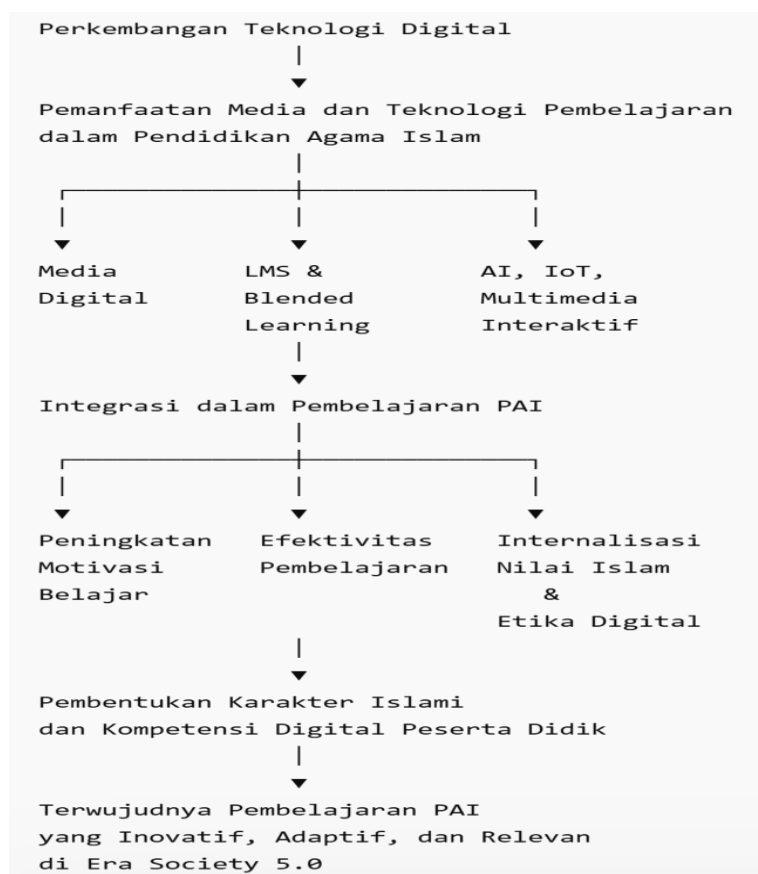 Perkembangan Teknologi Digital
Pemanfaatan Media dan Teknologi Pembelajaran
dalam Pendidikan Agama Islam
Media
Digital
LMS &
Blended
Learning
AI, IoT,
Multimedia
Interaktif
Integrasi dalam Pembelajaran PAI
Peningkatan
Motivasi
Belajar
Efektivitas
Pembelajaran
Internalisasi
Nilai Islam
&
Etika Digital
Pembentukan Karakter Islami
dan Kompetensi Digital Peserta Didik
Terwujudnya Pembelajaran PAI
yang Inovatif, Adaptif, dan Relevan
di Era Society 5.0